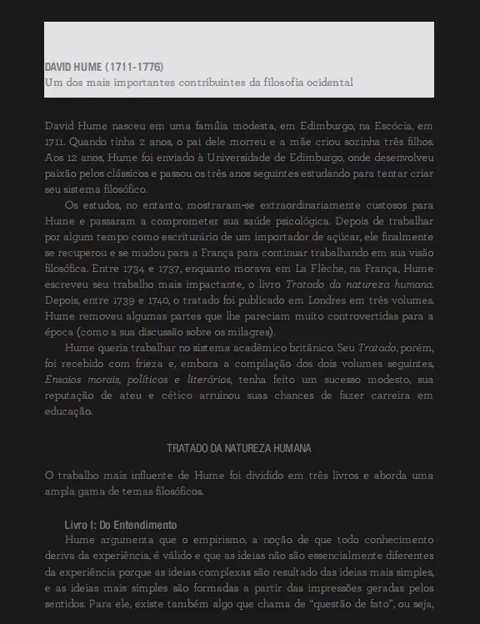 DAVID HUME (1711-1776)
Um dos mais importantes contribuintes da filosofia ocidental
David Hume nasceu em uma família modesta, em Edimburgo, na Escócia, em
1711. Quando tinha 2 anos, o pai dele morreu e a mãe criou sozinha três filhos.
Aos 12 anos, Hume foi enviado à Universidade de Edimburgo, onde desenvolveu
paixão pelos clássicos e passou os três anos seguintes estudando para tentar criar
seu sistema filosófico.
Os estudos, no entanto, mostraram-se extraordinariamente custosos para
Hume e passaram a comprometer sua saúde psicológica. Depois de trabalhar
por algum tempo como escriturário de um importador de açúcar, ele finalmente
se recuperou e se mudou para a França para continuar trabalhando em sua visão
filosófica. Entre 1734 e 1737, enquanto morava em La Flèche, na França, Hume
escreveu seu trabalho mais impactante, o livro Tratado da natureza humana.
Depois, entre 1739 e 1740, o tratado foi publicado em Londres em três volumes.
Hume removeu algumas partes que lhe pareciam muito controvertidas para a
época (como a sua discussão sobre os milagres).
Hume queria trabalhar no sistema acadêmico britânico. Seu Tratado, porém,
foi recebido com frieza e, embora a compilação dos dois volumes seguintes,
Ensaios morais, políticos e literários, tenha feito um sucesso modesto, sua
reputação de ateu e cético arruinou suas chances de fazer carreira em
educação.
TRATADO DA NATUREZA HUMANA
O trabalho mais influente de Hume foi dividido em três livros e aborda uma
ampla gama de temas filosóficos.
Livro I: Do Entendimento
Hume argumenta que o empirismo, a noção de que todo conhecimento
deriva da experiência, é válido e que as ideias não são essencialmente diferentes
da experiência porque as ideias complexas são resultado das ideias mais simples,
e as ideias mais simples são formadas a partir das impressões geradas pelos
sentidos. Para ele, existe também algo que chama de “questão de fato”, ou seja,